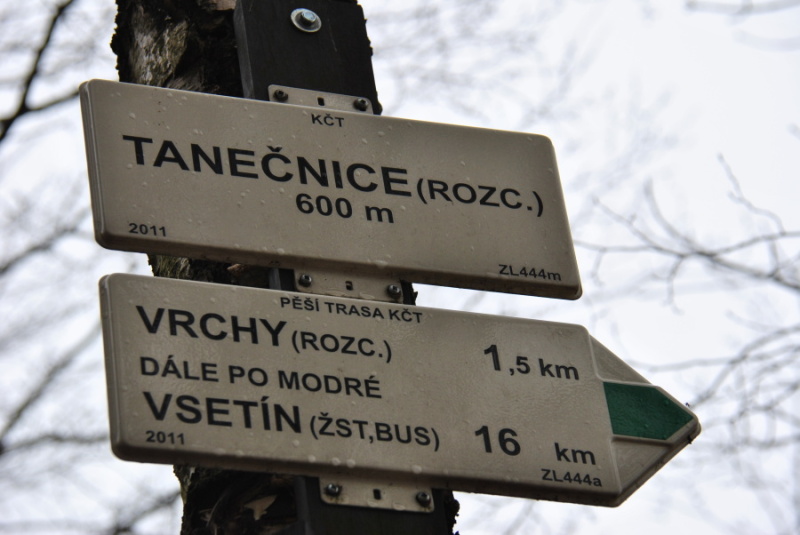 KČT
TANEČNICE (ROZC.)
600 m
2011 ZL444m
PĚŠÍ TRASA KČT
VRCHY (ROZC.) 1,5 km
DÁLE PO MODRÉ
VSETÍN (ŽST,BUS) 16 km
2011 ZL444a